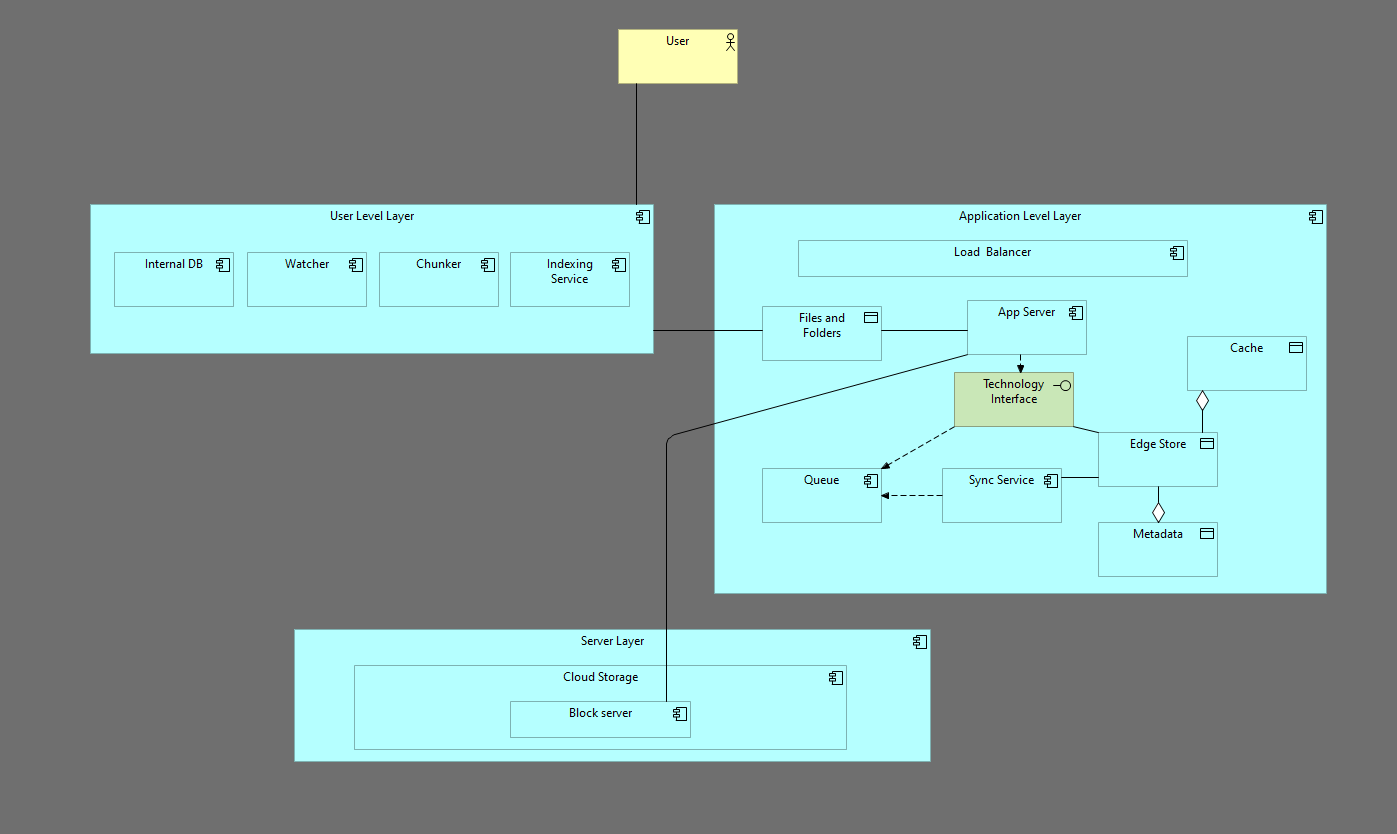 User
User Level Layer
Internal DB
Watcher
Chunker
Indexing
Service
Application Level Layer
Load Balancer
Files and
Folders
App Server
Cache
Technology
Interface
Edge Store
Queue
Sync Service
Metadata
Server Layer
Cloud Storage
Block server